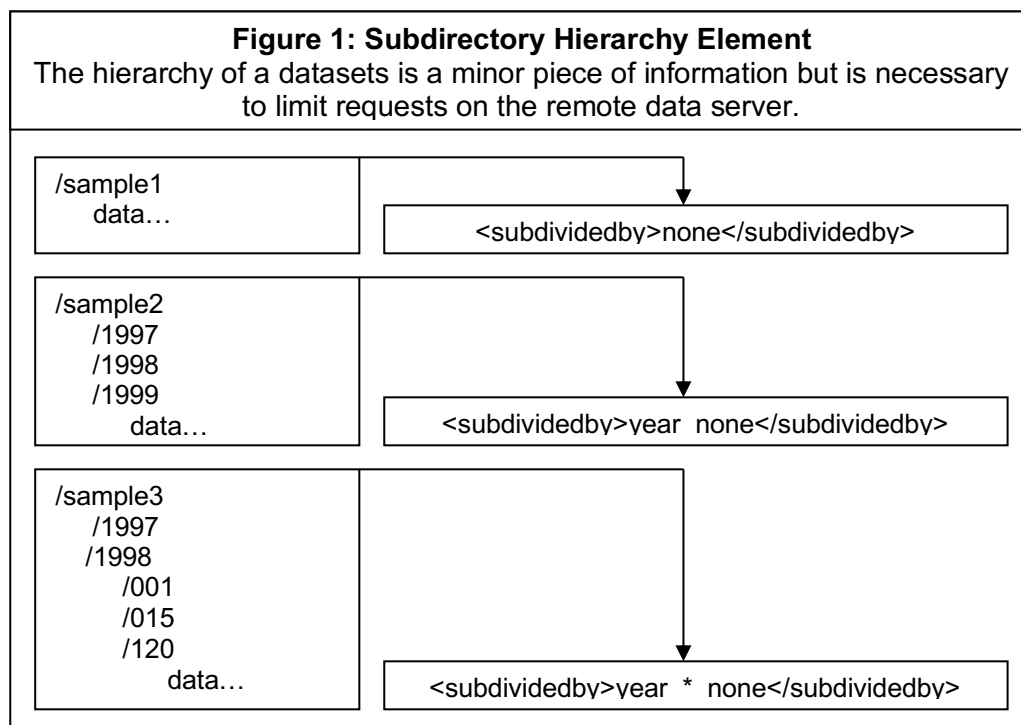 Figure 1: Subdirectory Hierarchy Element
The hierarchy of a datasets is a minor piece of information but is necessary
to limit requests on the remote data server.
/sample1
data…
<subdividedby>none</subdividedby>
/sample2
/1997
/1998
/1999
data…
<subdividedby>year none</subdividedby>
/sample3
/1997
/1998
/001
/015
/120
data…
<subdividedby>year * none</subdividedby>